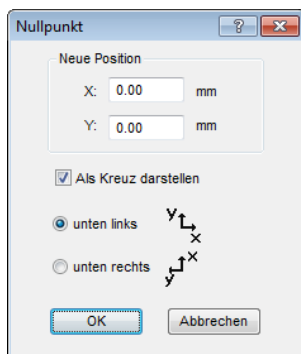 Nullpunkt
Neue Position
X: 0.00 mm
Y: 0.00 mm
Als Kreuz darstellen
unten links y x
unten rechts x y
OK Abbrechen